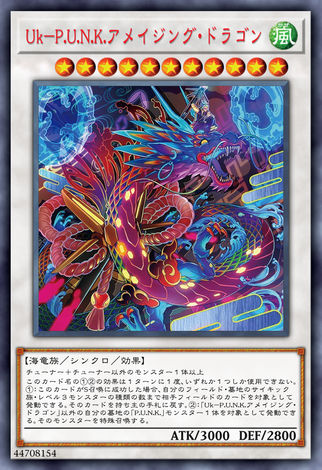 Uk－P.U.N.K.アメイジング・ドラゴン
風
【海竜族／シンクロ／効果】
チューナー＋チューナー以外のモンスター１体以上
このカード名の①②の効果は１ターンに１度、いずれか１つしか使用できない。
①：このカードがS召喚に成功した場合、自分のフィールド・墓地のサイキック
族・レベル３モンスターの種類の数まで相手フィールドのカードを対象として
発動できる。そのカードを持ち主の手札に戻す。②：「Uk－P.U.N.K.アメイジング・
ドラゴン」以外の自分の墓地の「P.U.N.K.」モンスター１体を対象として発動でき
る。そのモンスターを特殊召喚する。
ATK/3000 DEF/2800
44708154